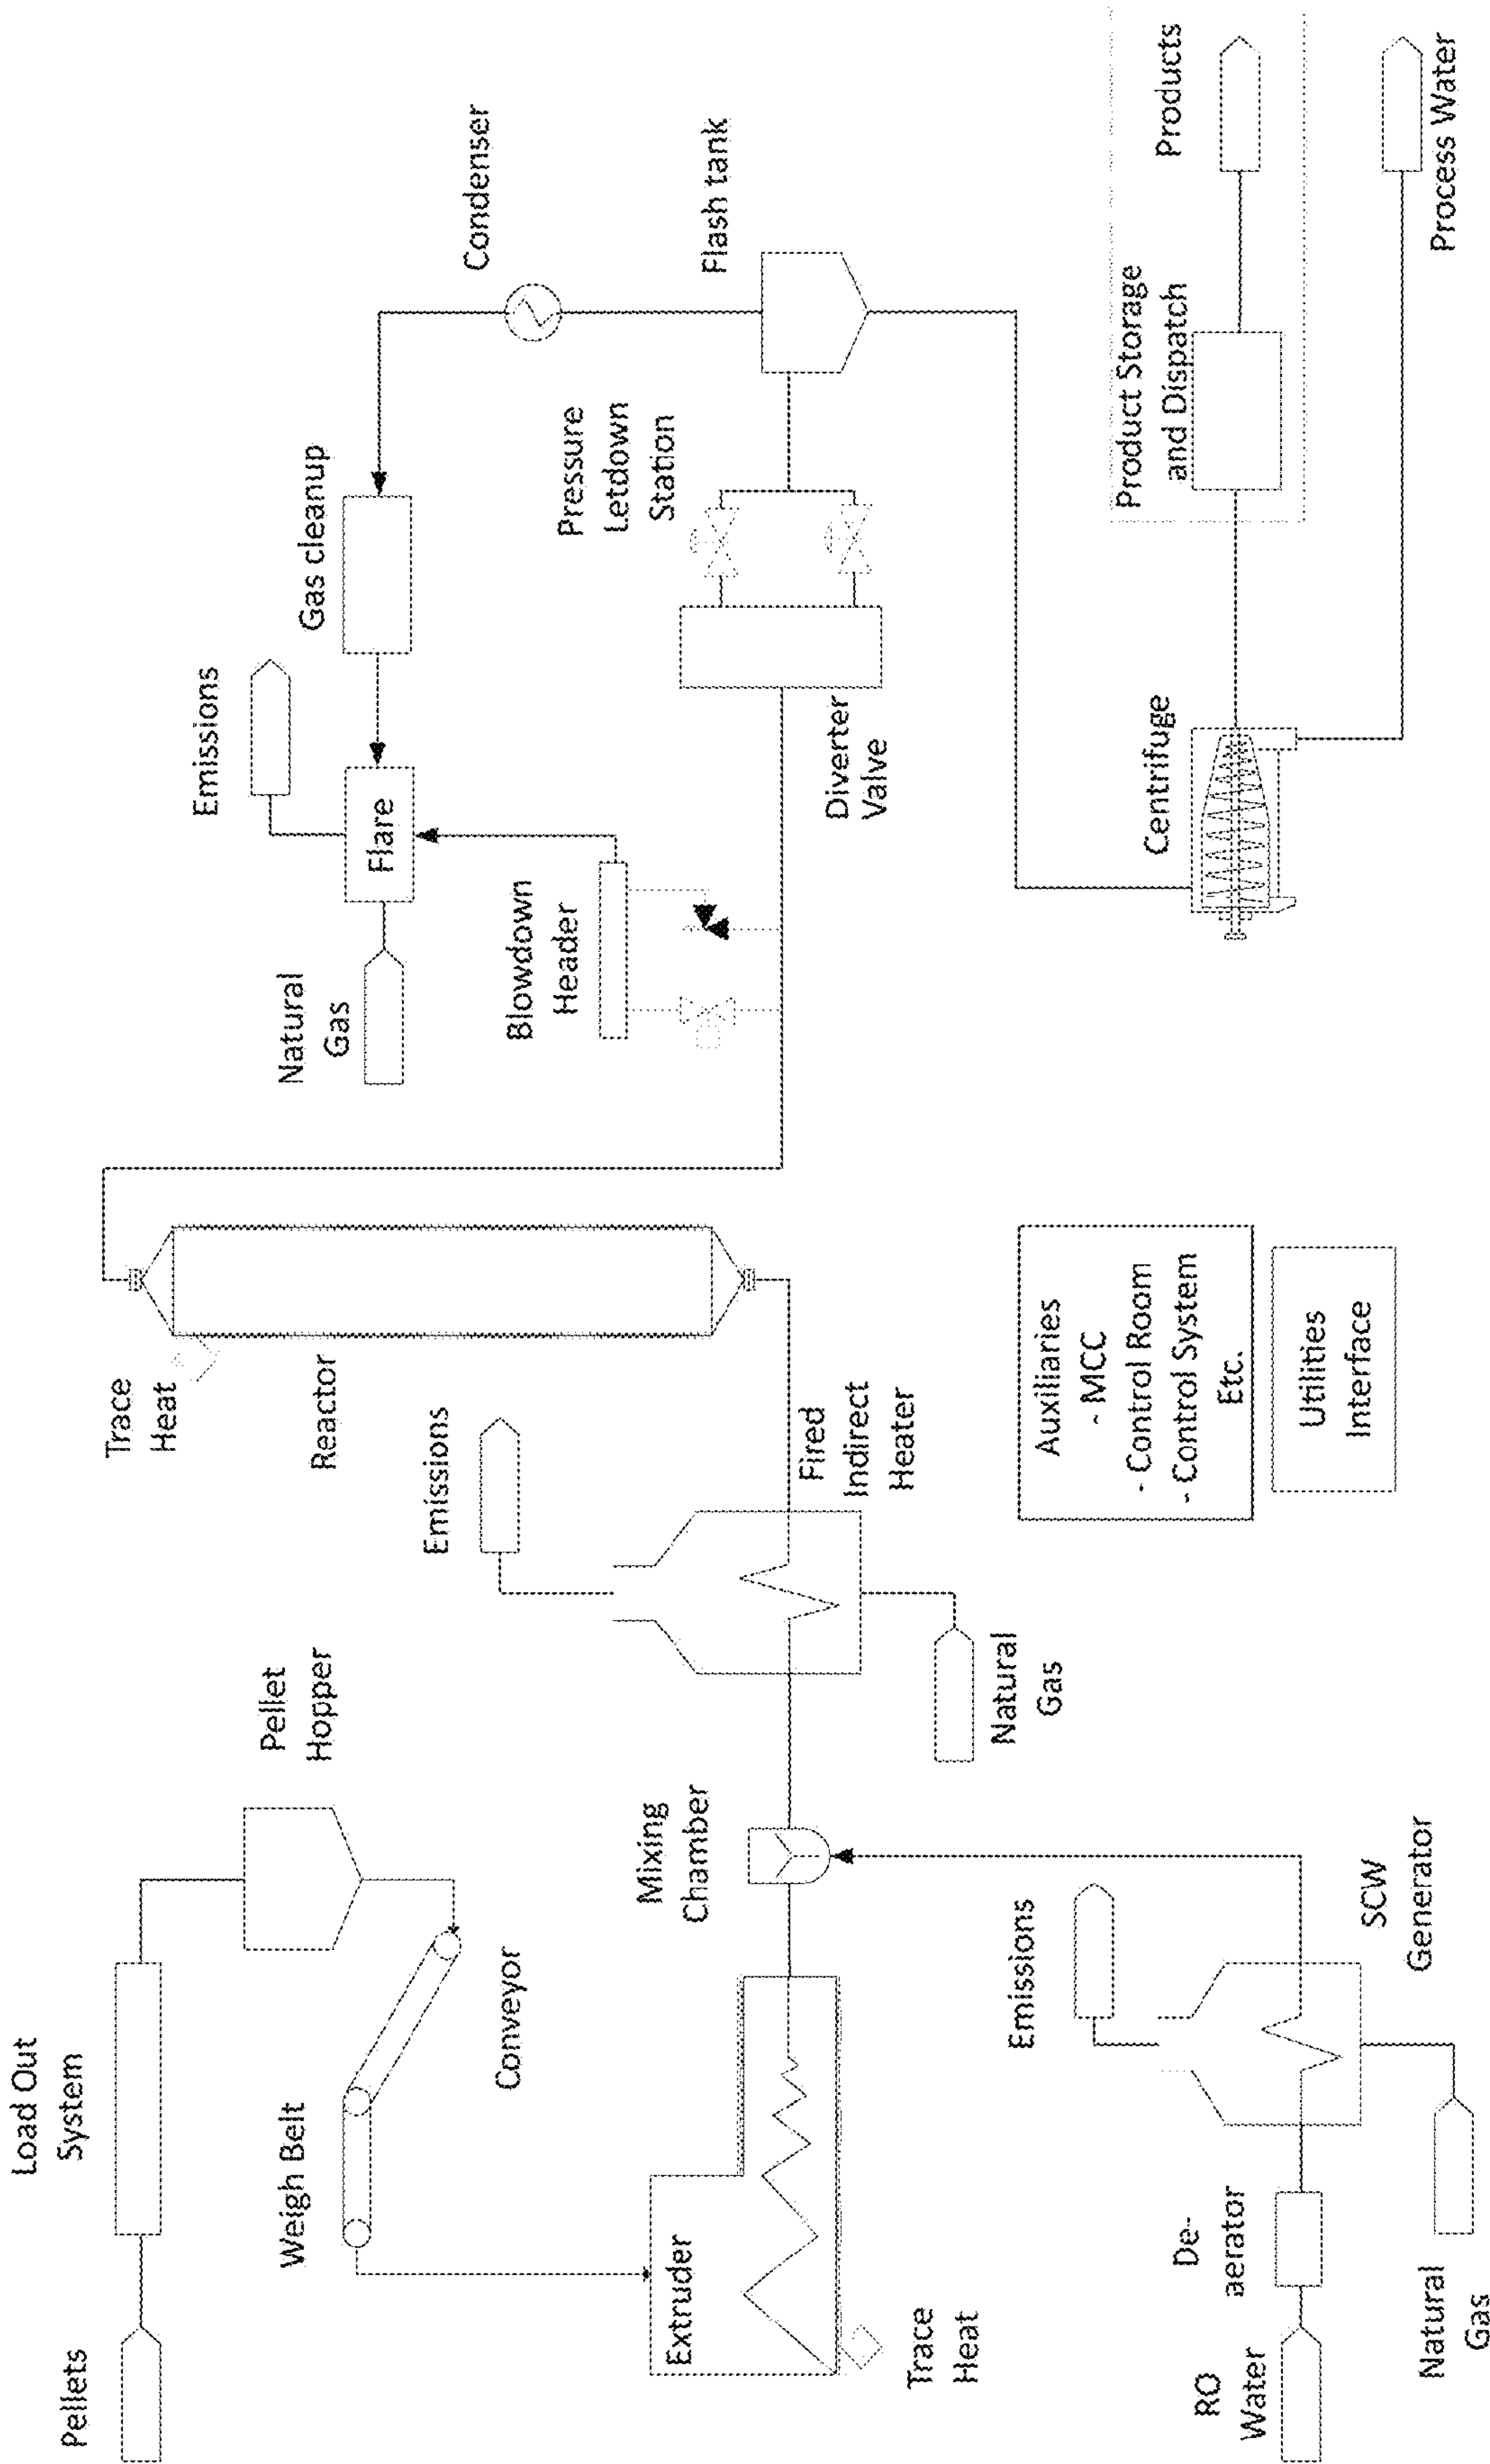 Pellets
Load Out
System
Pellet
Hopper
Weigh Belt
Conveyor
Extruder
Trace
Heat
Mixing
Chamber
RO
Water
De-
aerator
Natural
Gas
Emissions
SCW
Generator
Emissions
Natural
Gas
Fired
Indirect
Heater
Trace
Heat
Reactor
Auxiliaries
- MCC
- Control Room
- Control System
Etc.
Utilities
Interface
Natural
Gas
Emissions
Flare
Gas cleanup
Condenser
Blowdown
Header
Diverter
Valve
Pressure
Letdown
Station
Flash tank
Centrifuge
Product Storage
and Dispatch
Products
Process Water